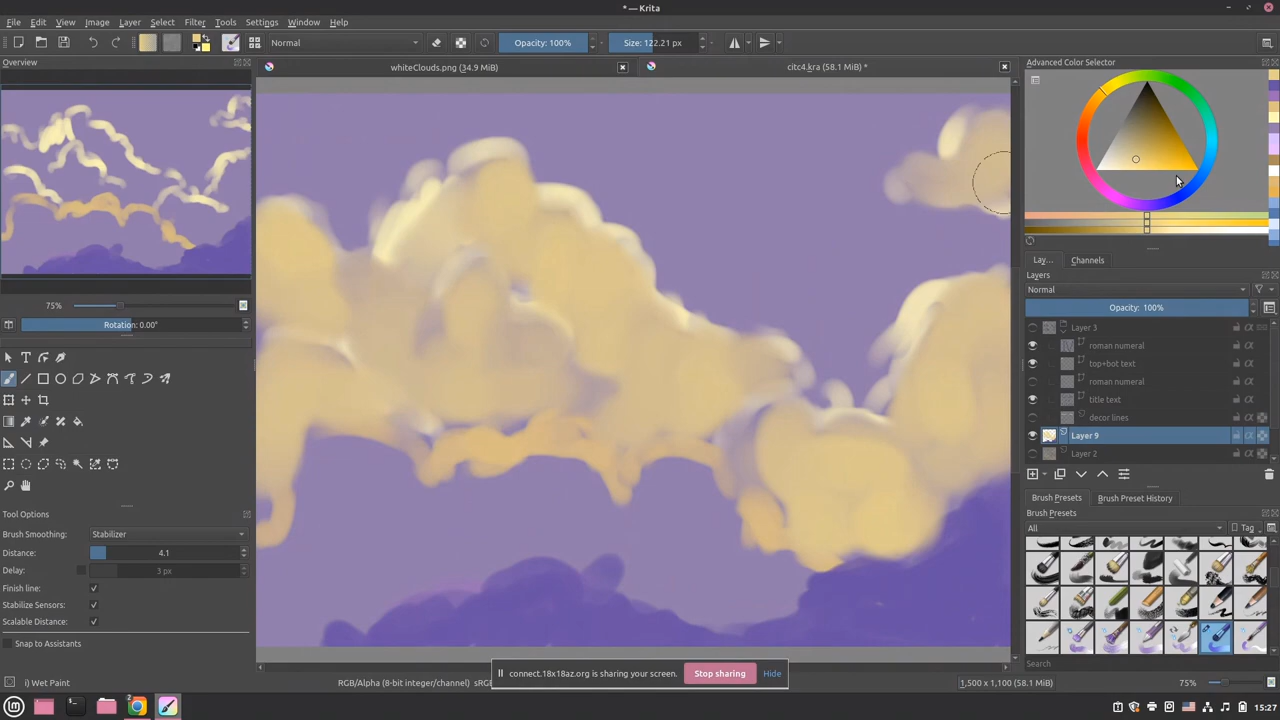 * — Krita
File Edit View Image Layer Select Filter Tools Settings Window Help
Normal
Opacity: 100%
Size: 122.21 px
Overview
whiteClouds.png (34.9 MiB)
citc4.kra (58.1 MiB) *
Advanced Color Selector
75%
Rotation: 0.00°
Lay... Channels
Layers
Normal
Opacity: 100%
Layer 3
roman numeral
top+bot text
roman numeral
title text
decor lines
Layer 9
Layer 2
Tool Options
Brush Smoothing: Stabilizer
Distance: 4.1
Delay: 3 px
Finish line:
Stabilize Sensors:
Scalable Distance:
Snap to Assistants
Brush Presets Brush Preset History
Brush Presets
All
Tag
Search
connect.18x18az.org is sharing your screen.
Stop sharing
Hide
i) Wet Paint
RGB/Alpha (8-bit integer/channel) sRG
1,500 x 1,100 (58.1 MiB)
75%
2
15:27